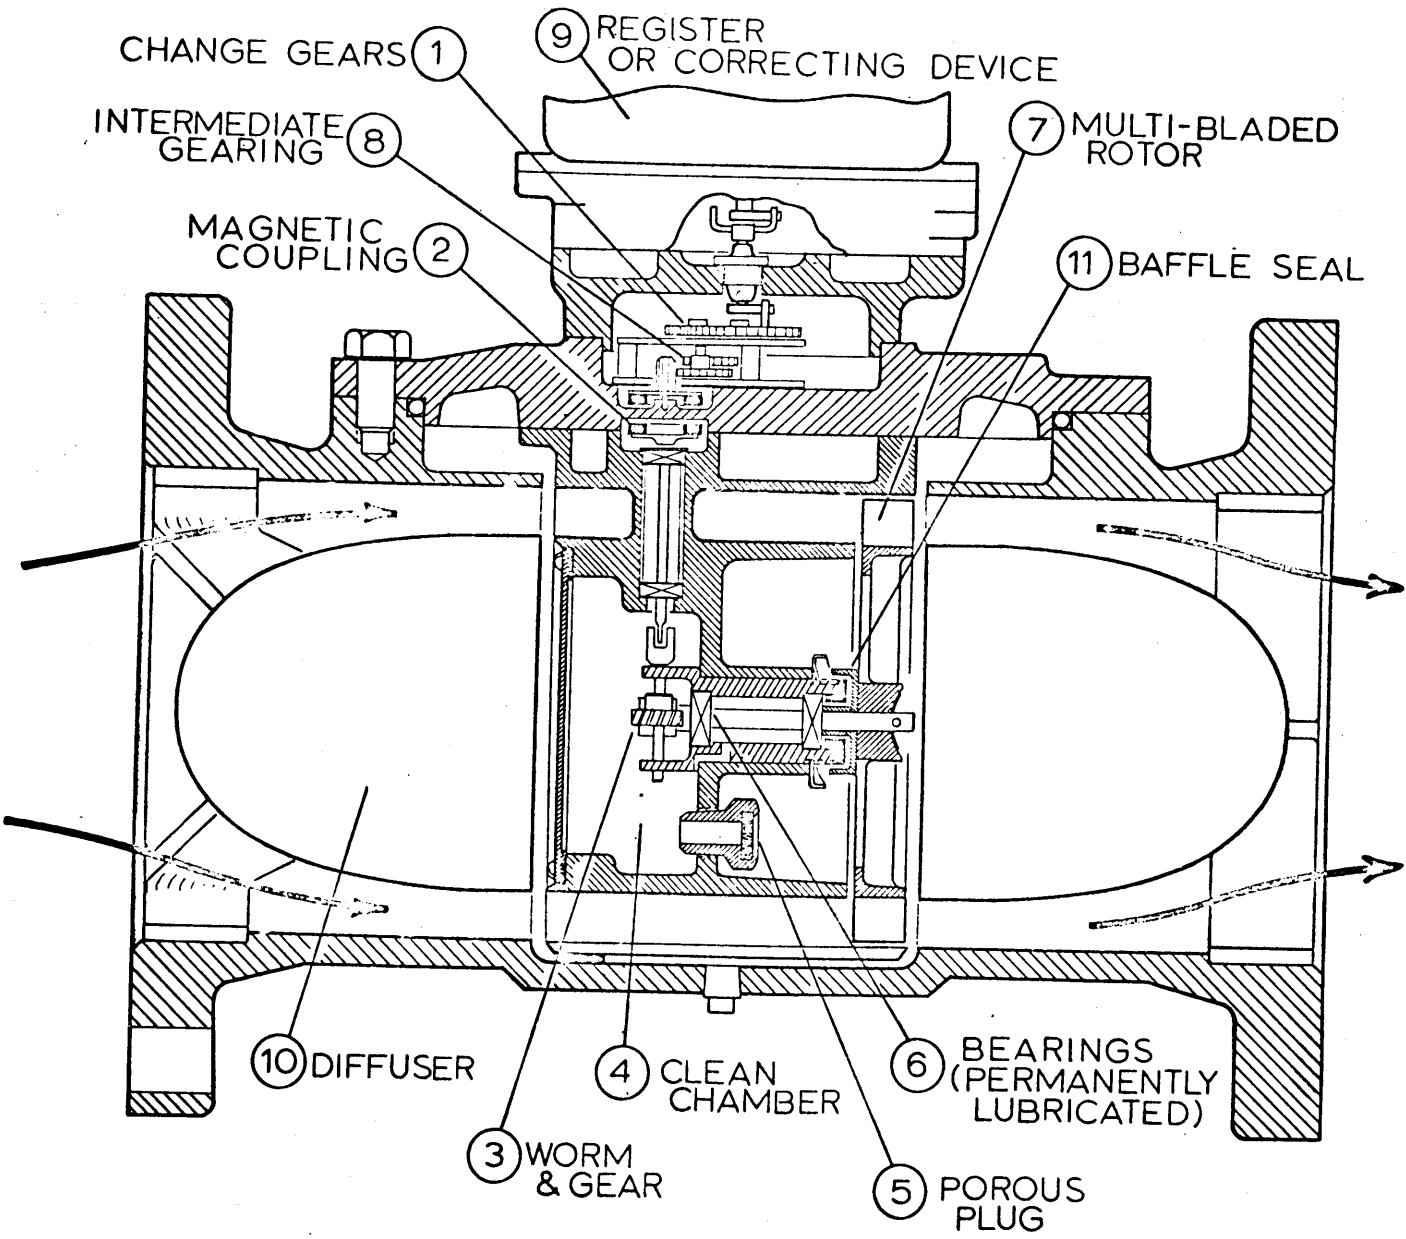 CHANGE GEARS 1
9 REGISTER
OR CORRECTING DEVICE
INTERMEDIATE 8
GEARING
7 MULTI-BLADED
ROTOR
MAGNETIC
COUPLING 2
11 BAFFLE SEAL
10 DIFFUSER
4 CLEAN
CHAMBER
6 BEARINGS
(PERMANENTLY
LUBRICATED)
3 WORM
& GEAR
5 POROUS
PLUG